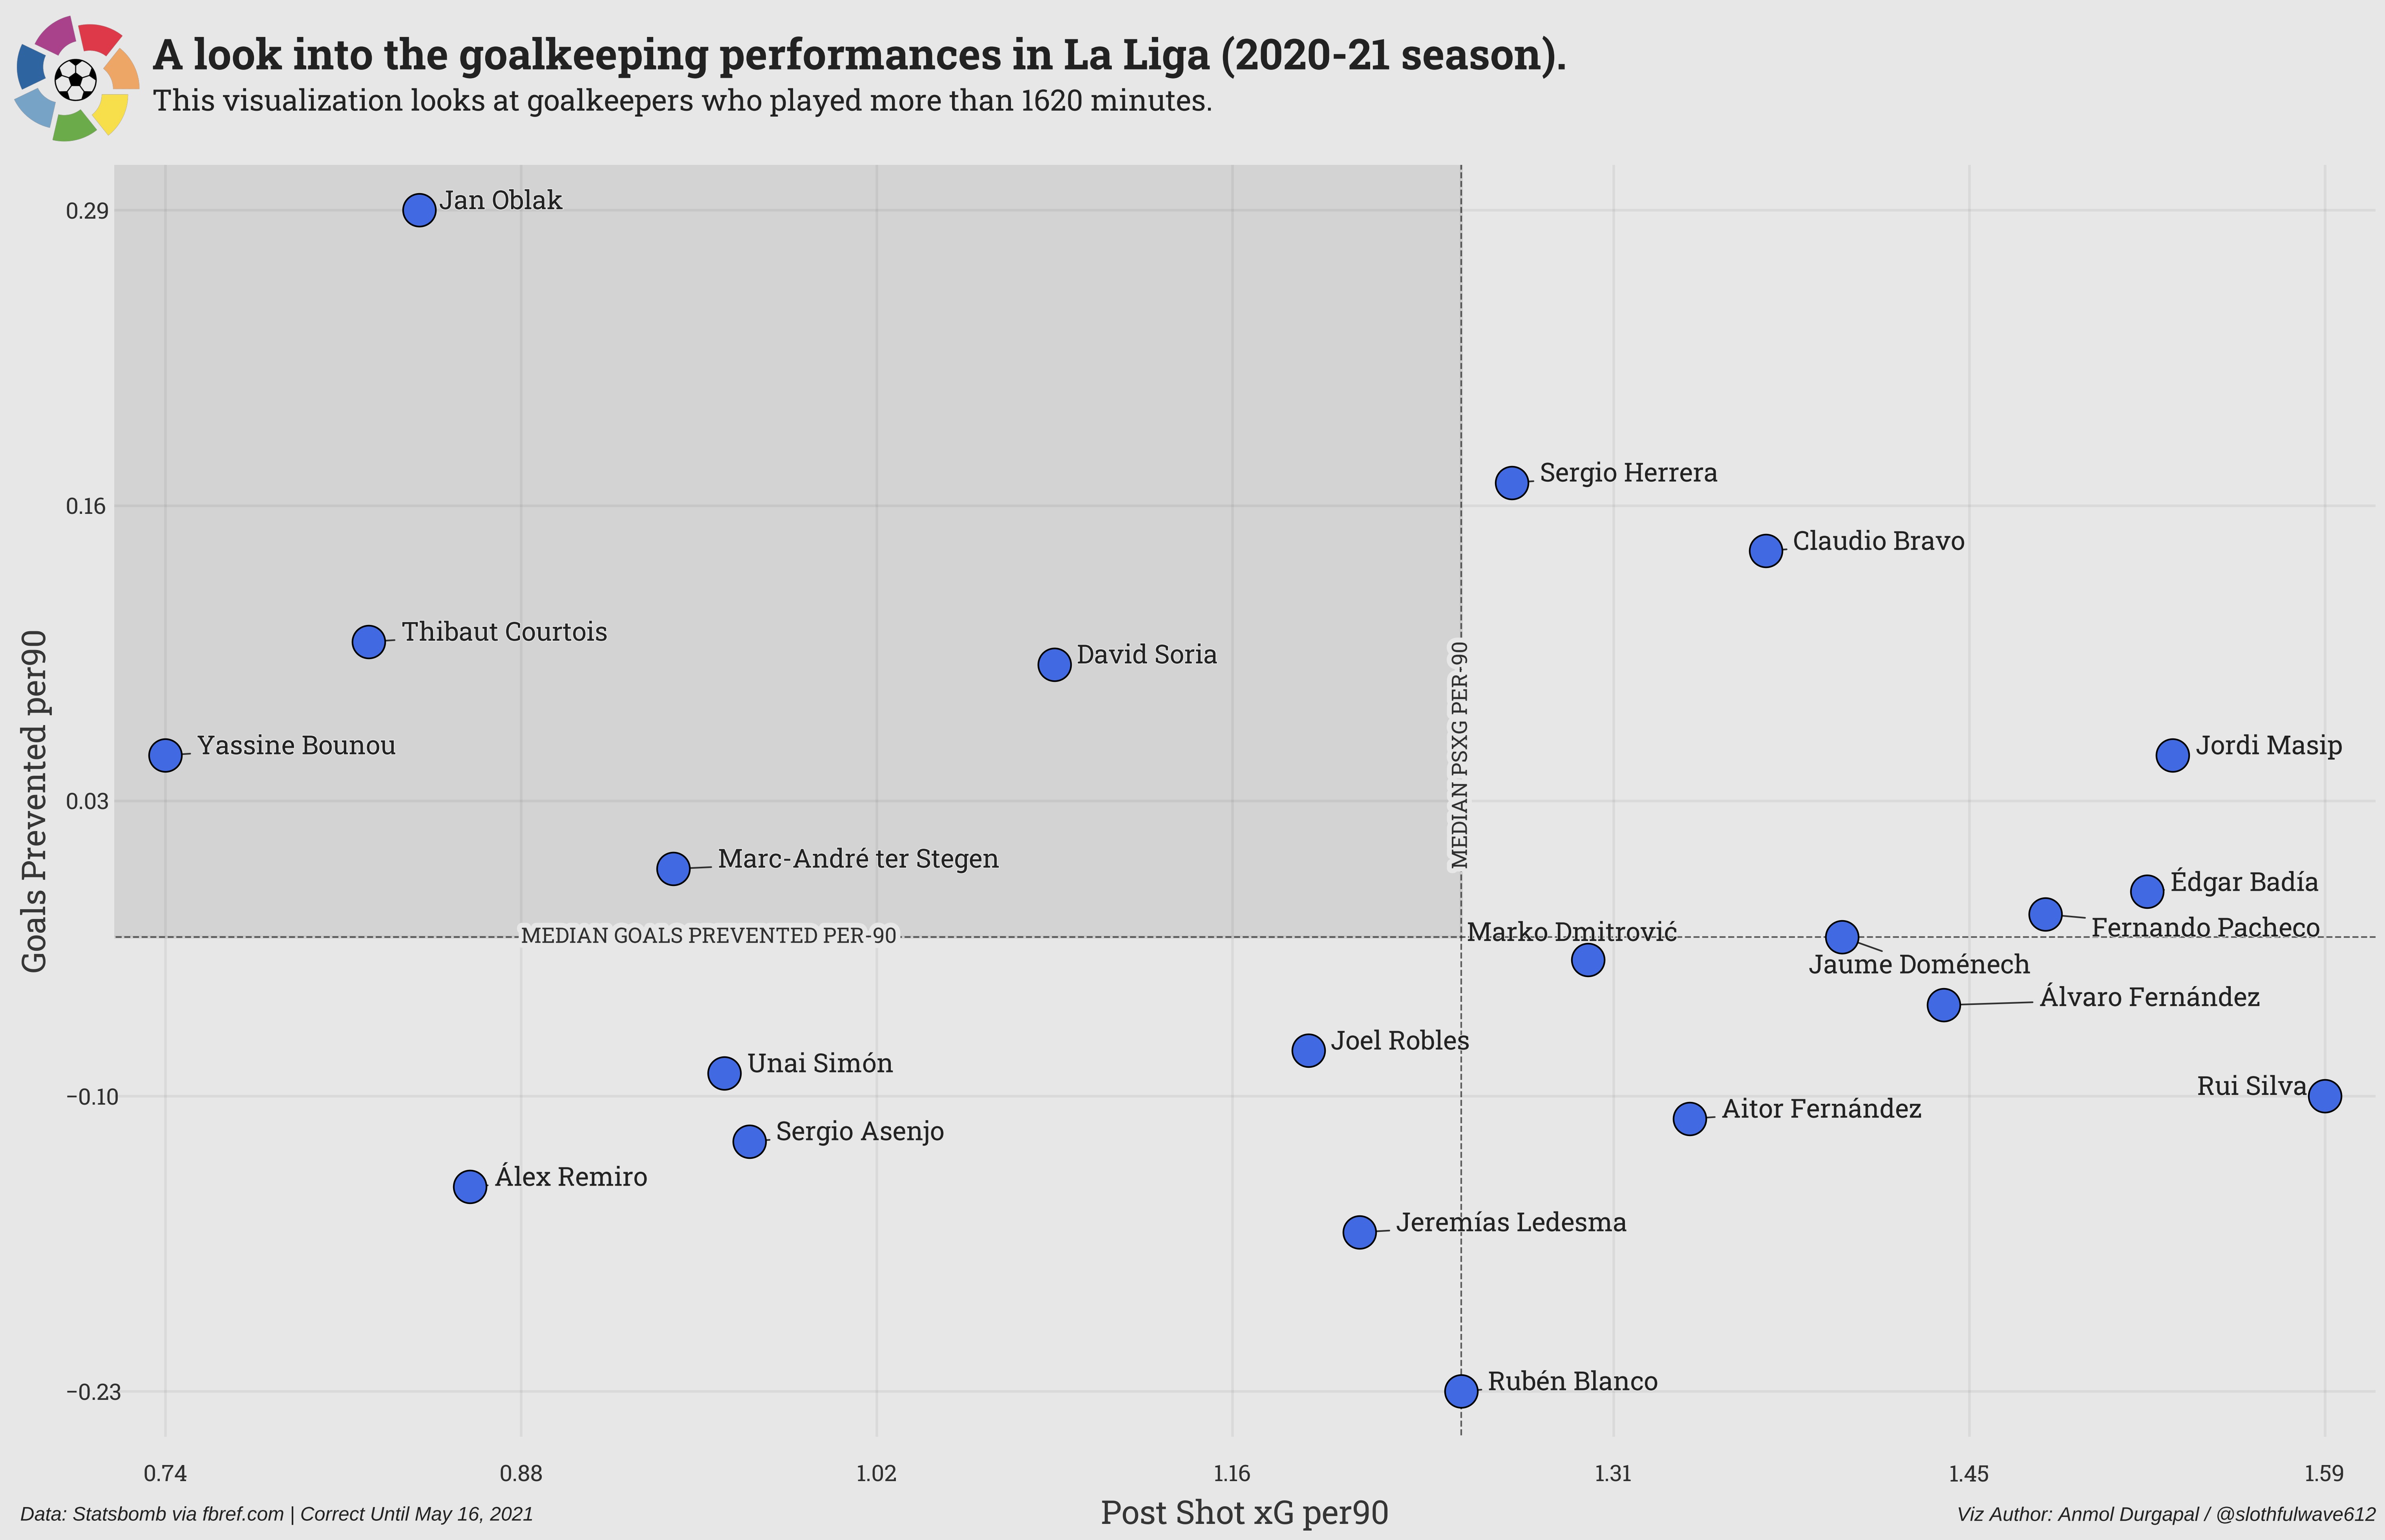 A look into the goalkeeping performances in La Liga (2020-21 season).
This visualization looks at goalkeepers who played more than 1620 minutes.
Goals Prevented per90
0.29
0.16
0.03
−0.10
−0.23
Jan Oblak
Sergio Herrera
Claudio Bravo
Thibaut Courtois
David Soria
Yassine Bounou
Jordi Masip
MEDIAN PSXG PER-90
Marc-André ter Stegen
Édgar Badía
Fernando Pacheco
MEDIAN GOALS PREVENTED PER-90
Marko Dmitrović
Jaume Doménech
Álvaro Fernández
Joel Robles
Unai Simón
Rui Silva
Aitor Fernández
Sergio Asenjo
Álex Remiro
Jeremías Ledesma
Rubén Blanco
0.74
0.88
1.02
1.16
1.31
1.45
1.59
Post Shot xG per90
Data: Statsbomb via fbref.com | Correct Until May 16, 2021
Viz Author: Anmol Durgapal / @slothfulwave612